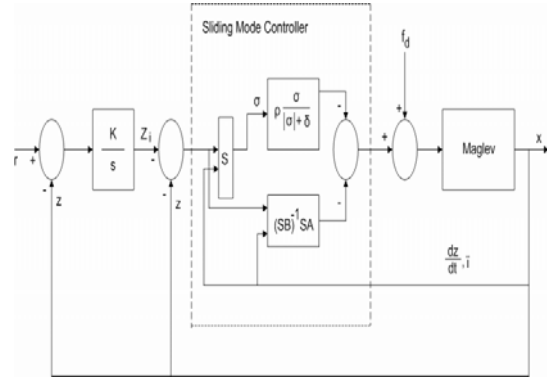 Sliding Mode Controller
f_d
σ
ρ σ / (|σ| + δ)
-
+
+
K / s
Z_i
S
Maglev
x
r
+
-
-
z
-
z
(SB)^-1 SA
-
dz / dt , i